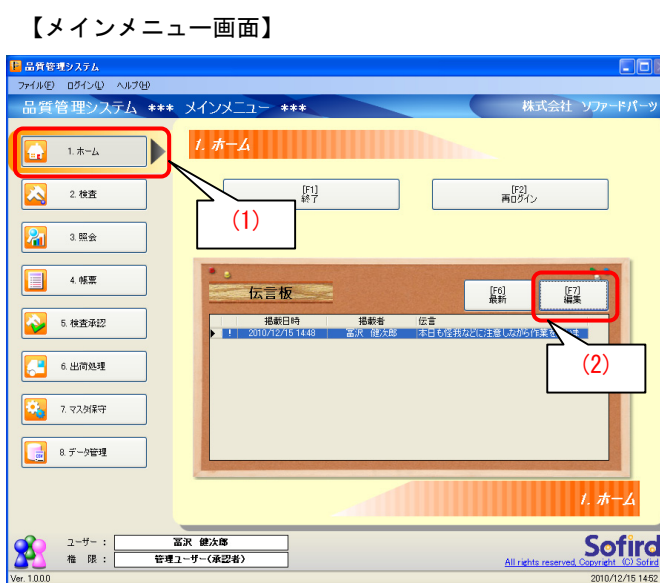 【メインメニュー画面】
品質管理システム
ファイル(F) ログイン(L) ヘルプ(H)
品質管理システム *** メインメニュー *** 株式会社 ソファードパーツ
1. ホーム
1. ホーム
[F1]
終了
[F2]
再ログイン
(1)
2. 検査
3. 照会
4. 帳票
5. 検査承認
6. 出荷処理
7. マスタ保守
8. データ管理
伝言板
[F6]
最新
[F7]
編集
掲載日時 掲載者 伝言
! 2010/12/15 14:48 冨沢 健次郎 本日も怪我などに注意しながら作業を
(2)
1. ホーム
ユーザー : 冨沢 健次郎
権 限 : 管理ユーザー(承認者)
Sofird
All rights reserved, Copyright (C) Sofird
Ver. 1.0.0.0 2010/12/15 14:52